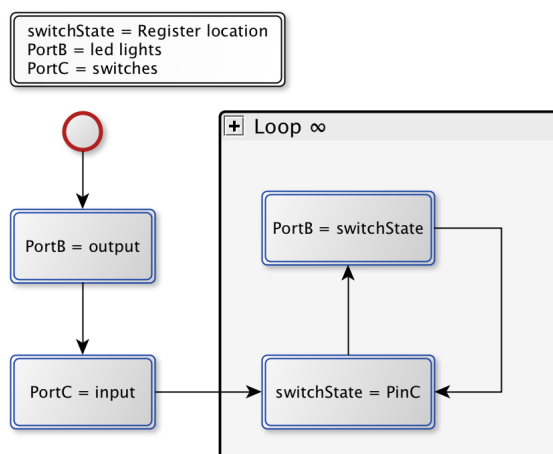 switchState = Register location
PortB = led lights
PortC = switches
Loop ∞
PortB = output
PortB = switchState
PortC = input
switchState = PinC